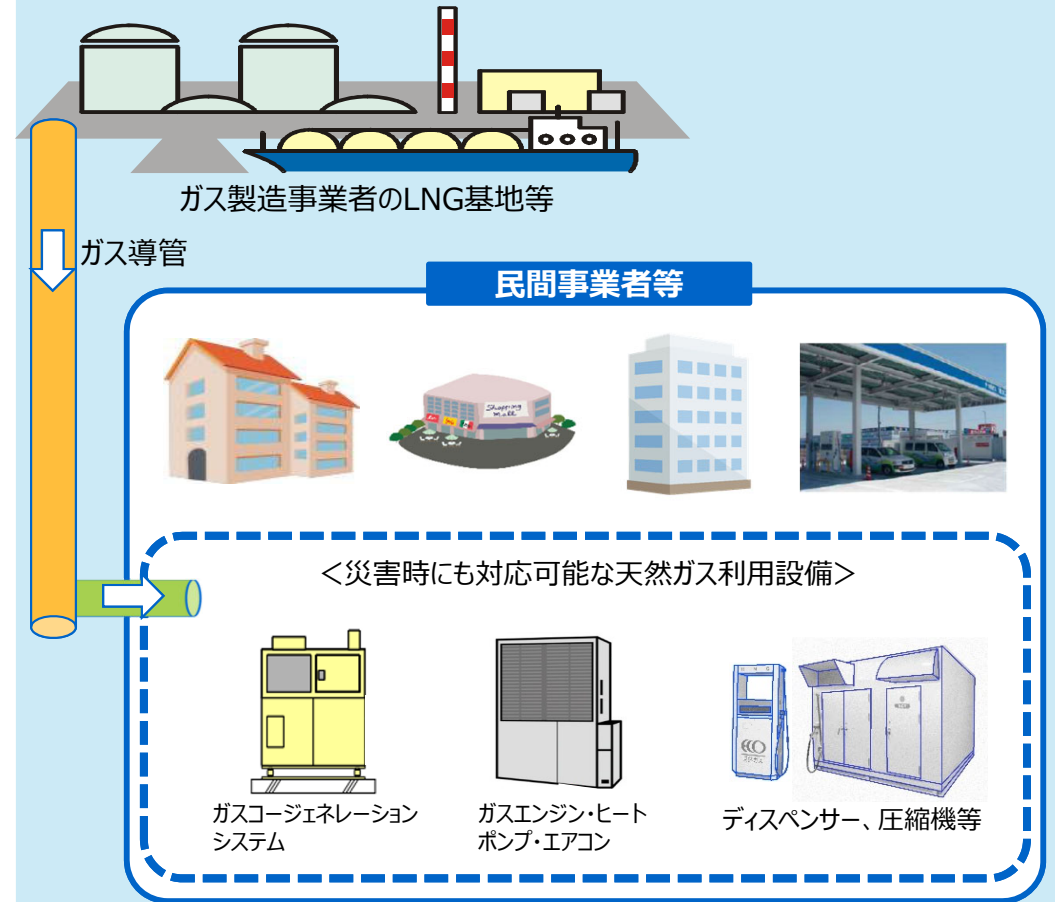 ガス製造事業者のLNG基地等
ガス導管
民間事業者等
Shopping
Mall
＜災害時にも対応可能な天然ガス利用設備＞
ECO
ガスコージェネレーション
システム
ガスエンジン・ヒート
ポンプ・エアコン
ディスペンサー、圧縮機等